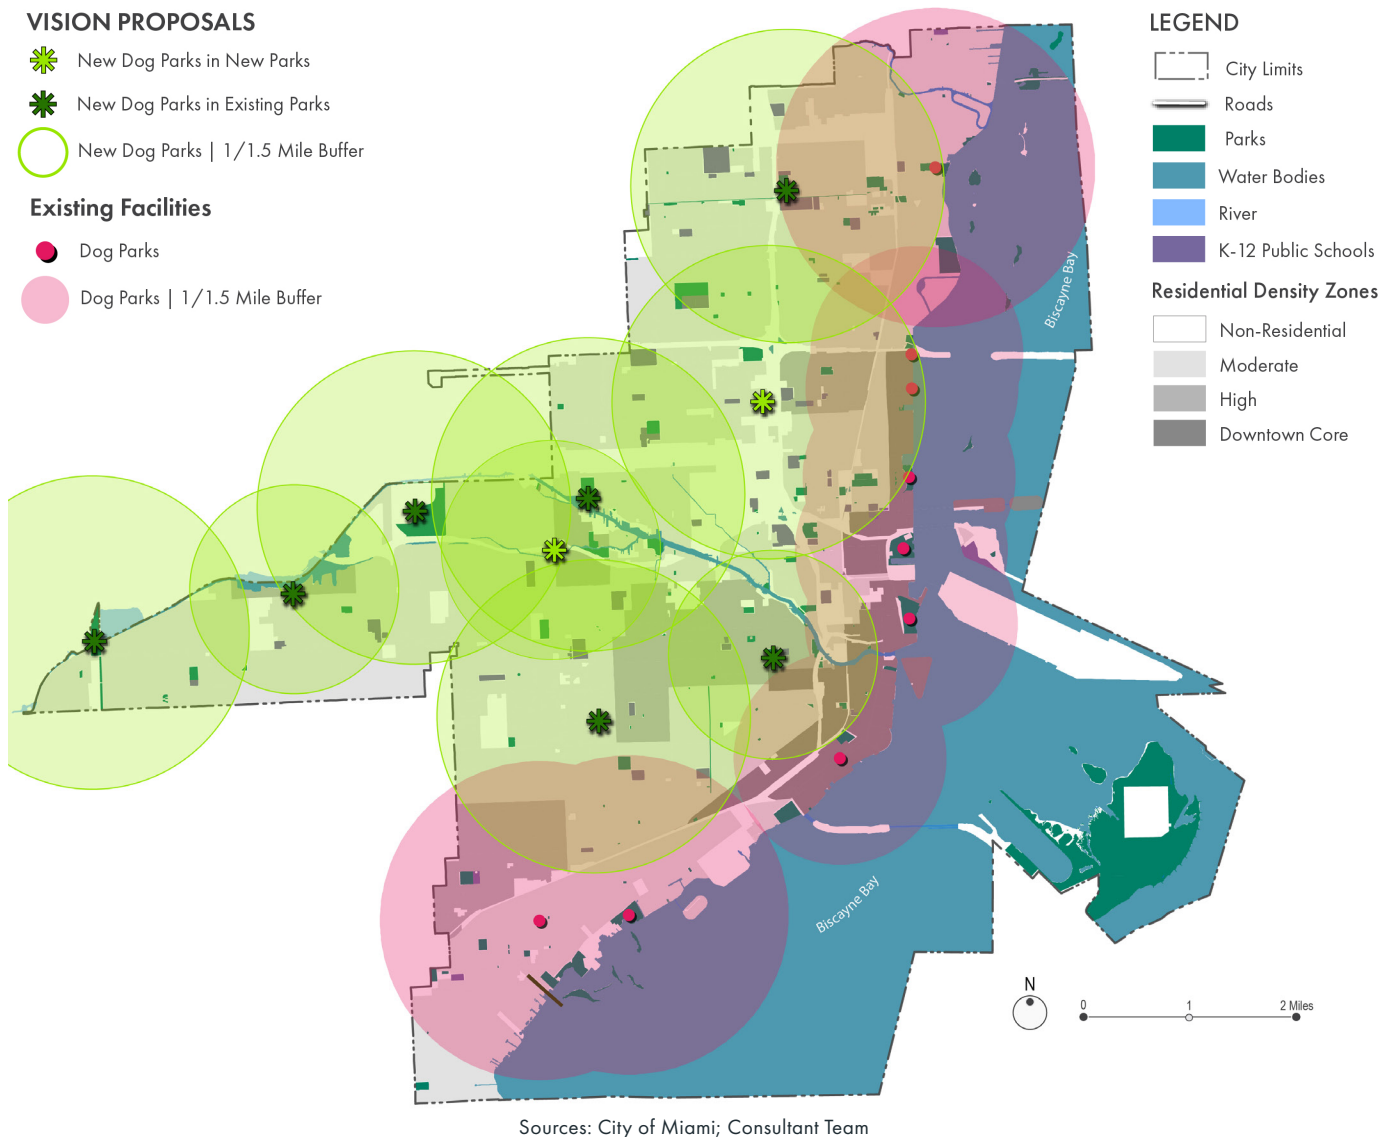 VISION PROPOSALS
New Dog Parks in New Parks
New Dog Parks in Existing Parks
New Dog Parks | 1/1.5 Mile Buffer
Existing Facilities
Dog Parks
Dog Parks | 1/1.5 Mile Buffer
LEGEND
City Limits
Roads
Parks
Water Bodies
River
K-12 Public Schools
Residential Density Zones
Non-Residential
Moderate
High
Downtown Core
Biscayne Bay
Biscayne Bay
N
0 1 2 Miles
Sources: City of Miami; Consultant Team